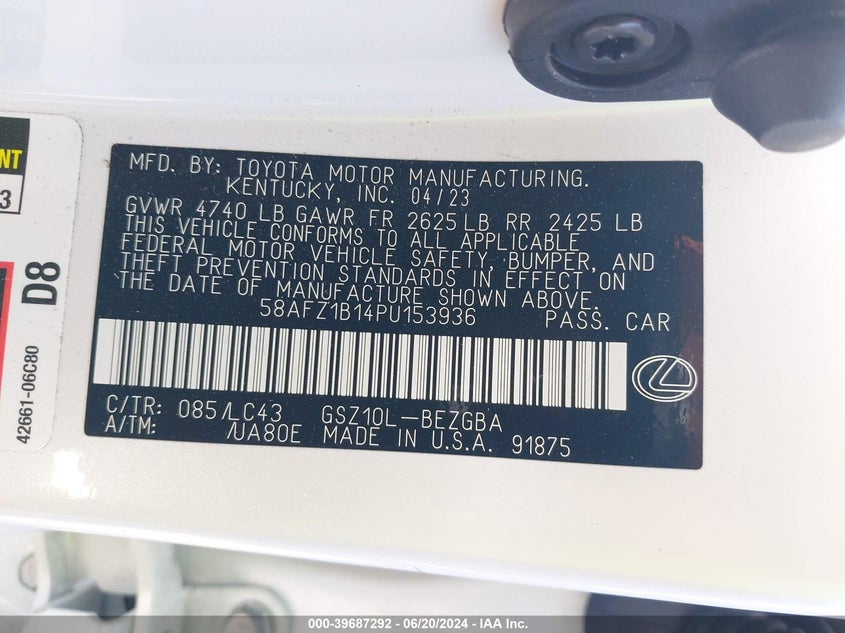 NT
3
D8
42661-06C80
MFD. BY: TOYOTA MOTOR MANUFACTURING.
KENTUCKY, INC. 04/23
GVWR 4740 LB GAWR FR 2625 LB RR 2425 LB
THIS VEHICLE CONFORMS TO ALL APPLICABLE
FEDERAL MOTOR VEHICLE SAFETY, BUMPER, AND
THEFT PREVENTION STANDARDS IN EFFECT ON
THE DATE OF MANUFACTURE SHOWN ABOVE.
58AFZ1B14PU153936 PASS. CAR
C/TR: 085/LC43 GSZ10L-BEZGBA
A/TM: /UA80E MADE IN U.S.A. 91875
000-39687292 - 06/20/2024 - IAA Inc.